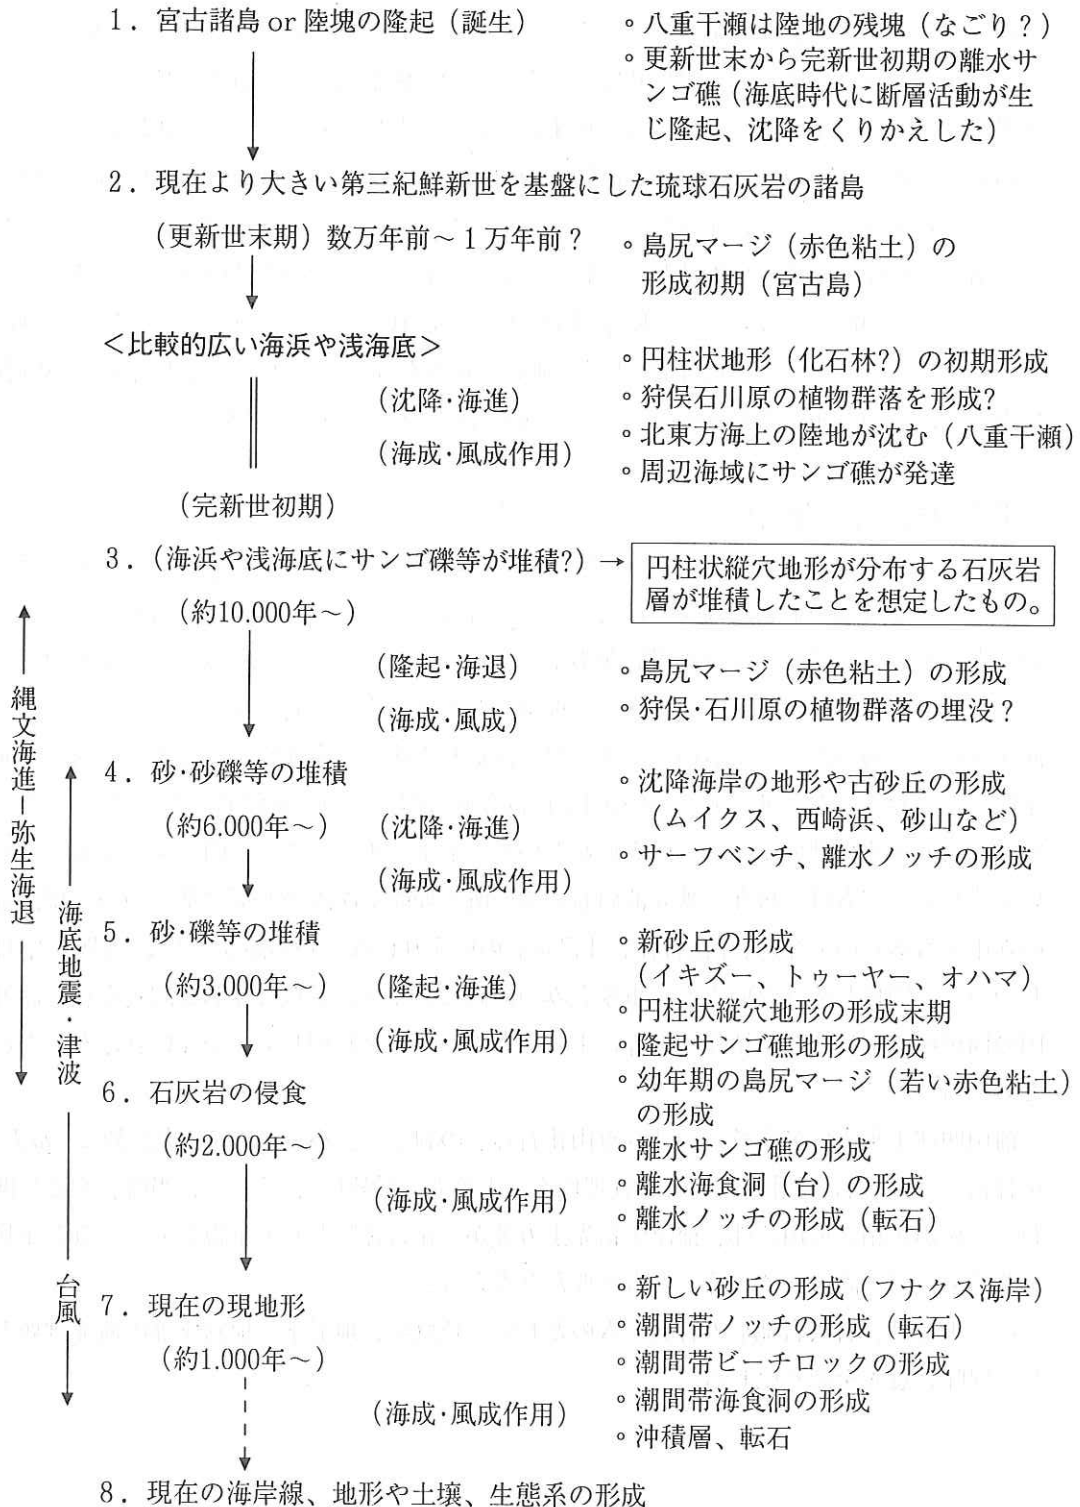 1．宮古諸島 or 陸塊の隆起（誕生）
。八重干瀬は陸地の残塊（なごり？）
。更新世末から完新世初期の離水サ
ンゴ礁（海底時代に断層活動が生
じ隆起、沈降をくりかえした）
2．現在より大きい第三紀鮮新世を基盤にした琉球石灰岩の諸島
（更新世末期）数万年前～1万年前？
。島尻マージ（赤色粘土）の
形成初期（宮古島）
＜比較的広い海浜や浅海底＞
（沈降･海進）
（海成･風成作用）
（完新世初期）
。円柱状地形（化石林?）の初期形成
。狩俣石川原の植物群落を形成?
。北東方海上の陸地が沈む（八重干瀬）
。周辺海域にサンゴ礁が発達
3．（海浜や浅海底にサンゴ礫等が堆積?）→
円柱状縦穴地形が分布する石灰岩
層が堆積したことを想定したもの。
（約10.000年～）
（隆起･海退）
（海成･風成）
。島尻マージ（赤色粘土）の形成
。狩俣･石川原の植物群落の埋没？
4．砂･砂礫等の堆積
（約6.000年～）
（沈降･海進）
（海成･風成作用）
。沈降海岸の地形や古砂丘の形成
（ムイクス、西崎浜、砂山など）
。サーフベンチ、離水ノッチの形成
5．砂･礫等の堆積
（約3.000年～）
（隆起･海進）
（海成･風成作用）
。新砂丘の形成
（イキズー、トゥーヤー、オハマ）
。円柱状縦穴地形の形成末期
。隆起サンゴ礁地形の形成
。幼年期の島尻マージ（若い赤色粘土）
の形成
6．石灰岩の侵食
（約2.000年～）
（海成･風成作用）
。離水サンゴ礁の形成
。離水海食洞（台）の形成
。離水ノッチの形成（転石）
7．現在の現地形
（約1.000年～）
（海成･風成作用）
。新しい砂丘の形成（フナクス海岸）
。潮間帯ノッチの形成（転石）
。潮間帯ビーチロックの形成
。潮間帯海食洞の形成
。沖積層、転石
8．現在の海岸線、地形や土壌、生態系の形成
縄文海進－弥生海退
海底地震・津波
台風